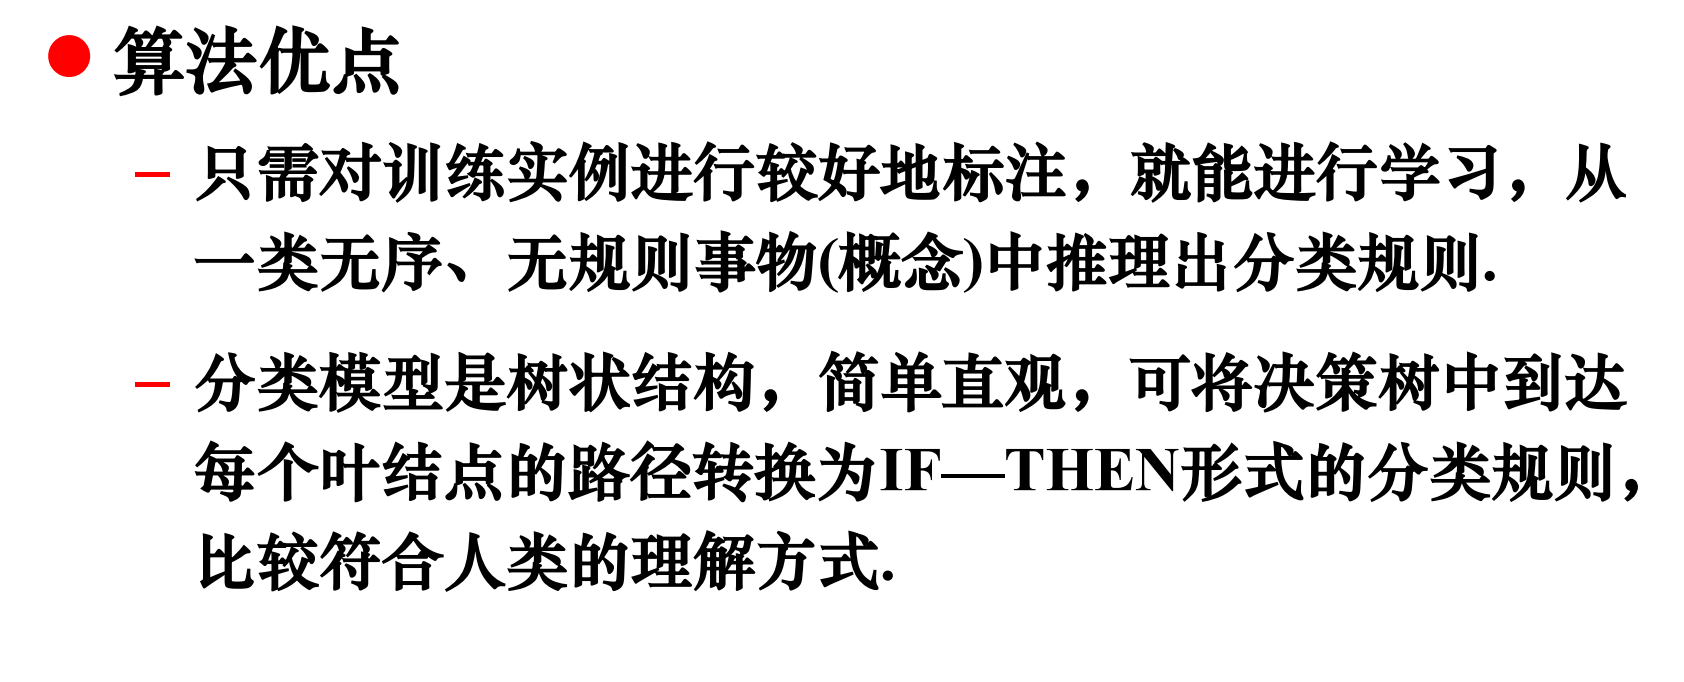 ● 算法优点
– 只需对训练实例进行较好地标注，就能进行学习，从
一类无序、无规则事物(概念)中推理出分类规则.
– 分类模型是树状结构，简单直观，可将决策树中到达
每个叶结点的路径转换为IF—THEN形式的分类规则，
比较符合人类的理解方式.